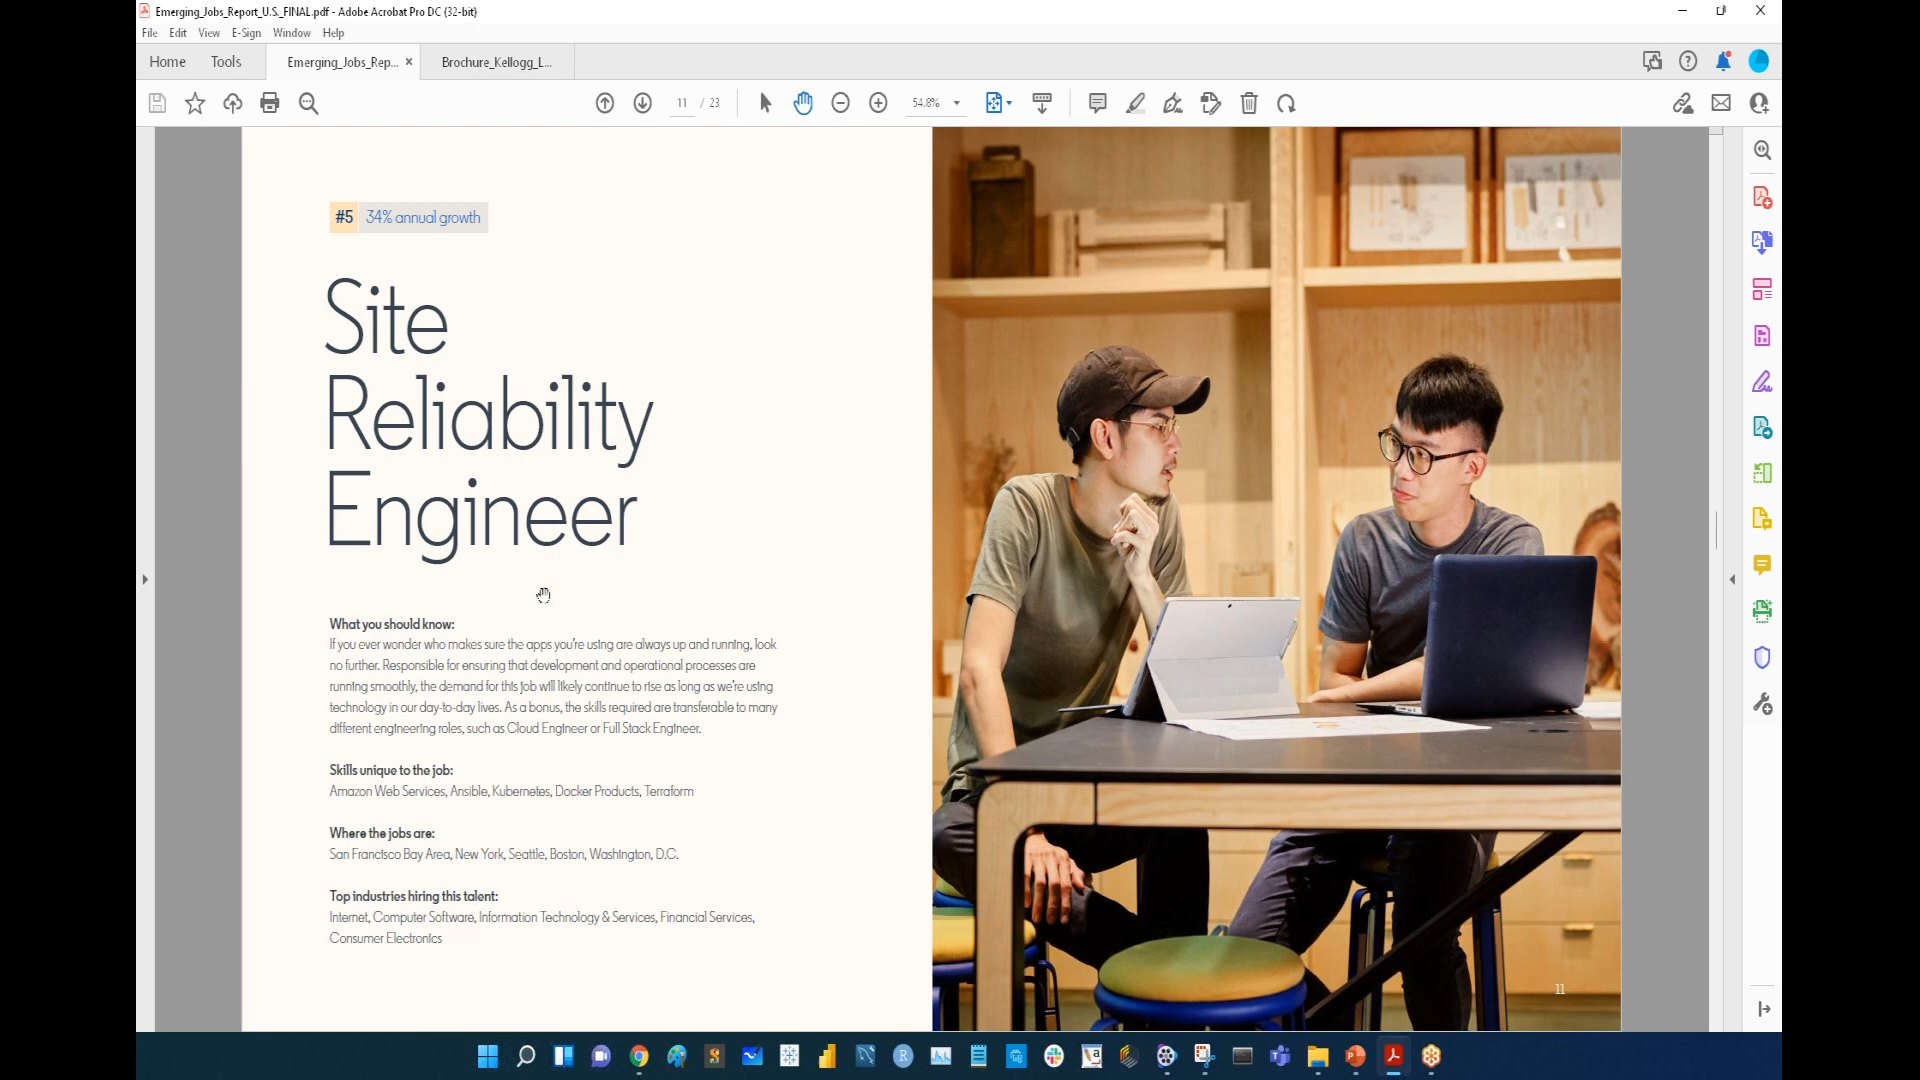 Emerging_Jobs_Report_U.S._FINAL.pdf - Adobe Acrobat Pro DC (32-bit)
File Edit View E-Sign Window Help
Home Tools Emerging_Jobs_Rep... × Brochure_Kellogg_L...
11 / 23 54.8%
#5 34% annual growth
Site
Reliability
Engineer
What you should know:
If you ever wonder who makes sure the apps you're using are always up and running, look
no further. Responsible for ensuring that development and operational processes are
running smoothly, the demand for this job will likely continue to rise as long as we're using
technology in our day-to-day lives. As a bonus, the skills required are transferable to many
different engineering roles, such as Cloud Engineer or Full Stack Engineer.
Skills unique to the job:
Amazon Web Services, Ansible, Kubernetes, Docker Products, Terraform
Where the jobs are:
San Francisco Bay Area, New York, Seattle, Boston, Washington, D.C.
Top industries hiring this talent:
Internet, Computer Software, Information Technology & Services, Financial Services,
Consumer Electronics
11